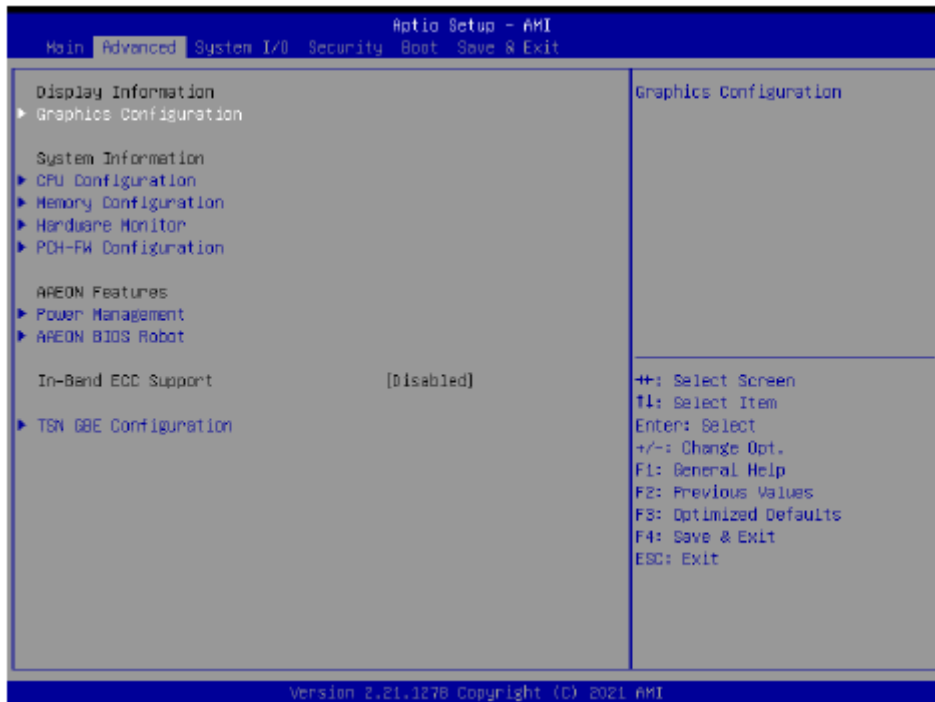 Aptio Setup - AMI
Main Advanced System I/O Security Boot Save & Exit
Display Information
▶ Graphics Configuration
System Information
▶ CPU Configuration
▶ Memory Configuration
▶ Hardware Monitor
▶ PCH-FW Configuration
AAEON Features
▶ Power Management
▶ AAEON BIOS Robot
In-Band ECC Support [Disabled]
▶ TSN GBE Configuration
Graphics Configuration
→←: Select Screen
↑↓: Select Item
Enter: Select
+/-: Change Opt.
F1: General Help
F2: Previous Values
F3: Optimized Defaults
F4: Save & Exit
ESC: Exit
Version 2.21.1278 Copyright (C) 2021 AMI